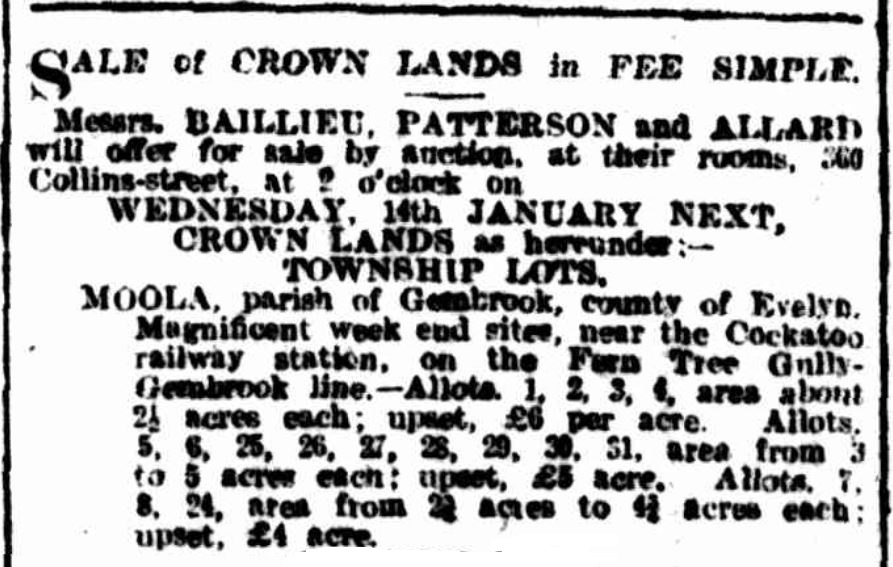 SALE of CROWN LANDS in FEE SIMPLE.
Messrs. BAILLIEU, PATTERSON and ALLARD
will offer for sale by auction, at their rooms, 360
Collins-street, at 2 o'clock on
WEDNESDAY, 14th JANUARY NEXT,
CROWN LANDS as hereunder:—
TOWNSHIP LOTS.
MOOLA, parish of Gembrook, county of Evelyn.
Magnificent week end sites, near the Cockatoo
railway station, on the Fern Tree Gully-
Gembrook line.—Allots. 1, 2, 3, 4, area about
2½ acres each; upset, £6 per acre. Allots.
5, 6, 25, 26, 27, 28, 29, 30, 31, area from 3
to 5 acres each; upset, £5 acre. Allots. 7,
8, 24, area from acres to acres each;
upset, £4 acre.